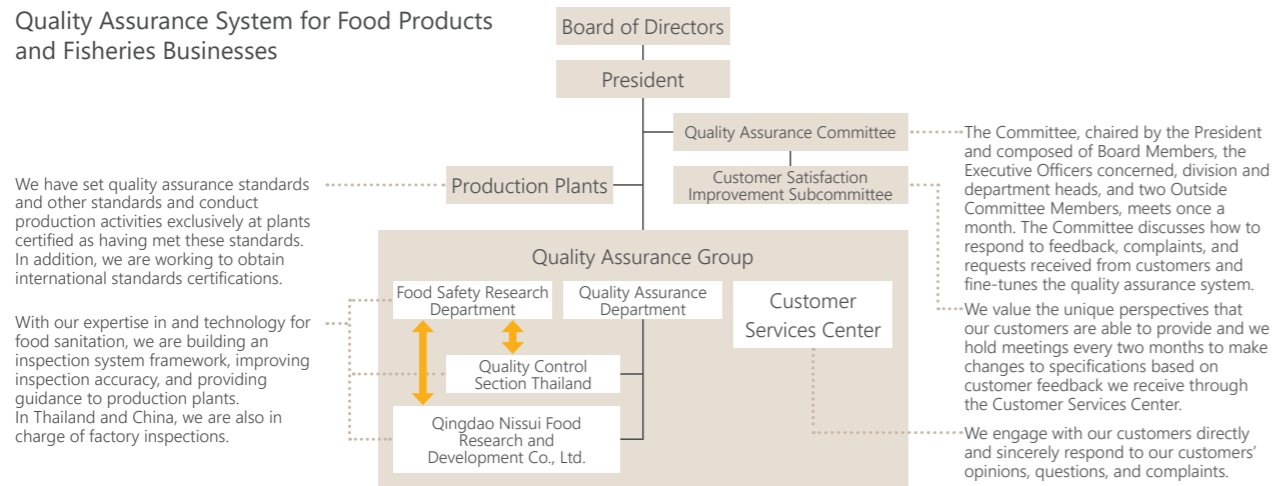 Quality Assurance System for Food Products
and Fisheries Businesses
Board of Directors
President
Quality Assurance Committee
Customer Satisfaction
Improvement Subcommittee
Production Plants
We have set quality assurance standards
and other standards and conduct
production activities exclusively at plants
certified as having met these standards.
In addition, we are working to obtain
international standards certifications.
The Committee, chaired by the President
and composed of Board Members, the
Executive Officers concerned, division and
department heads, and two Outside
Committee Members, meets once a
month. The Committee discusses how to
respond to feedback, complaints, and
requests received from customers and
fine-tunes the quality assurance system.
Quality Assurance Group
Food Safety Research
Department
Quality Assurance
Department
Customer
Services Center
Quality Control
Section Thailand
Qingdao Nissui Food
Research and
Development Co., Ltd.
With our expertise in and technology for
food sanitation, we are building an
inspection system framework, improving
inspection accuracy, and providing
guidance to production plants.
In Thailand and China, we are also in
charge of factory inspections.
We value the unique perspectives that
our customers are able to provide and we
hold meetings every two months to make
changes to specifications based on
customer feedback we receive through
the Customer Services Center.
We engage with our customers directly
and sincerely respond to our customers’
opinions, questions, and complaints.